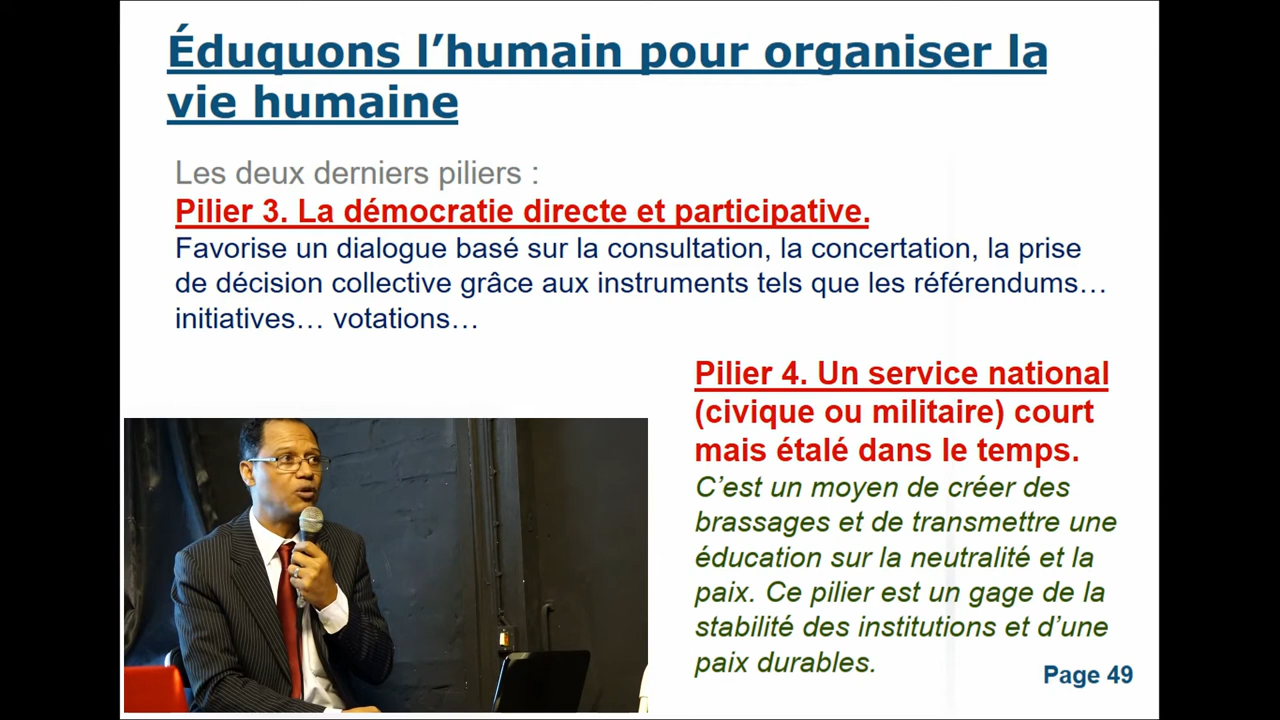 Éduquons l’humain pour organiser la
vie humaine
Les deux derniers piliers :
Pilier 3. La démocratie directe et participative.
Favorise un dialogue basé sur la consultation, la concertation, la prise
de décision collective grâce aux instruments tels que les référendums…
initiatives… votations…
Pilier 4. Un service national
(civique ou militaire) court
mais étalé dans le temps.
C’est un moyen de créer des
brassages et de transmettre une
éducation sur la neutralité et la
paix. Ce pilier est un gage de la
stabilité des institutions et d’une
paix durables.
Page 49